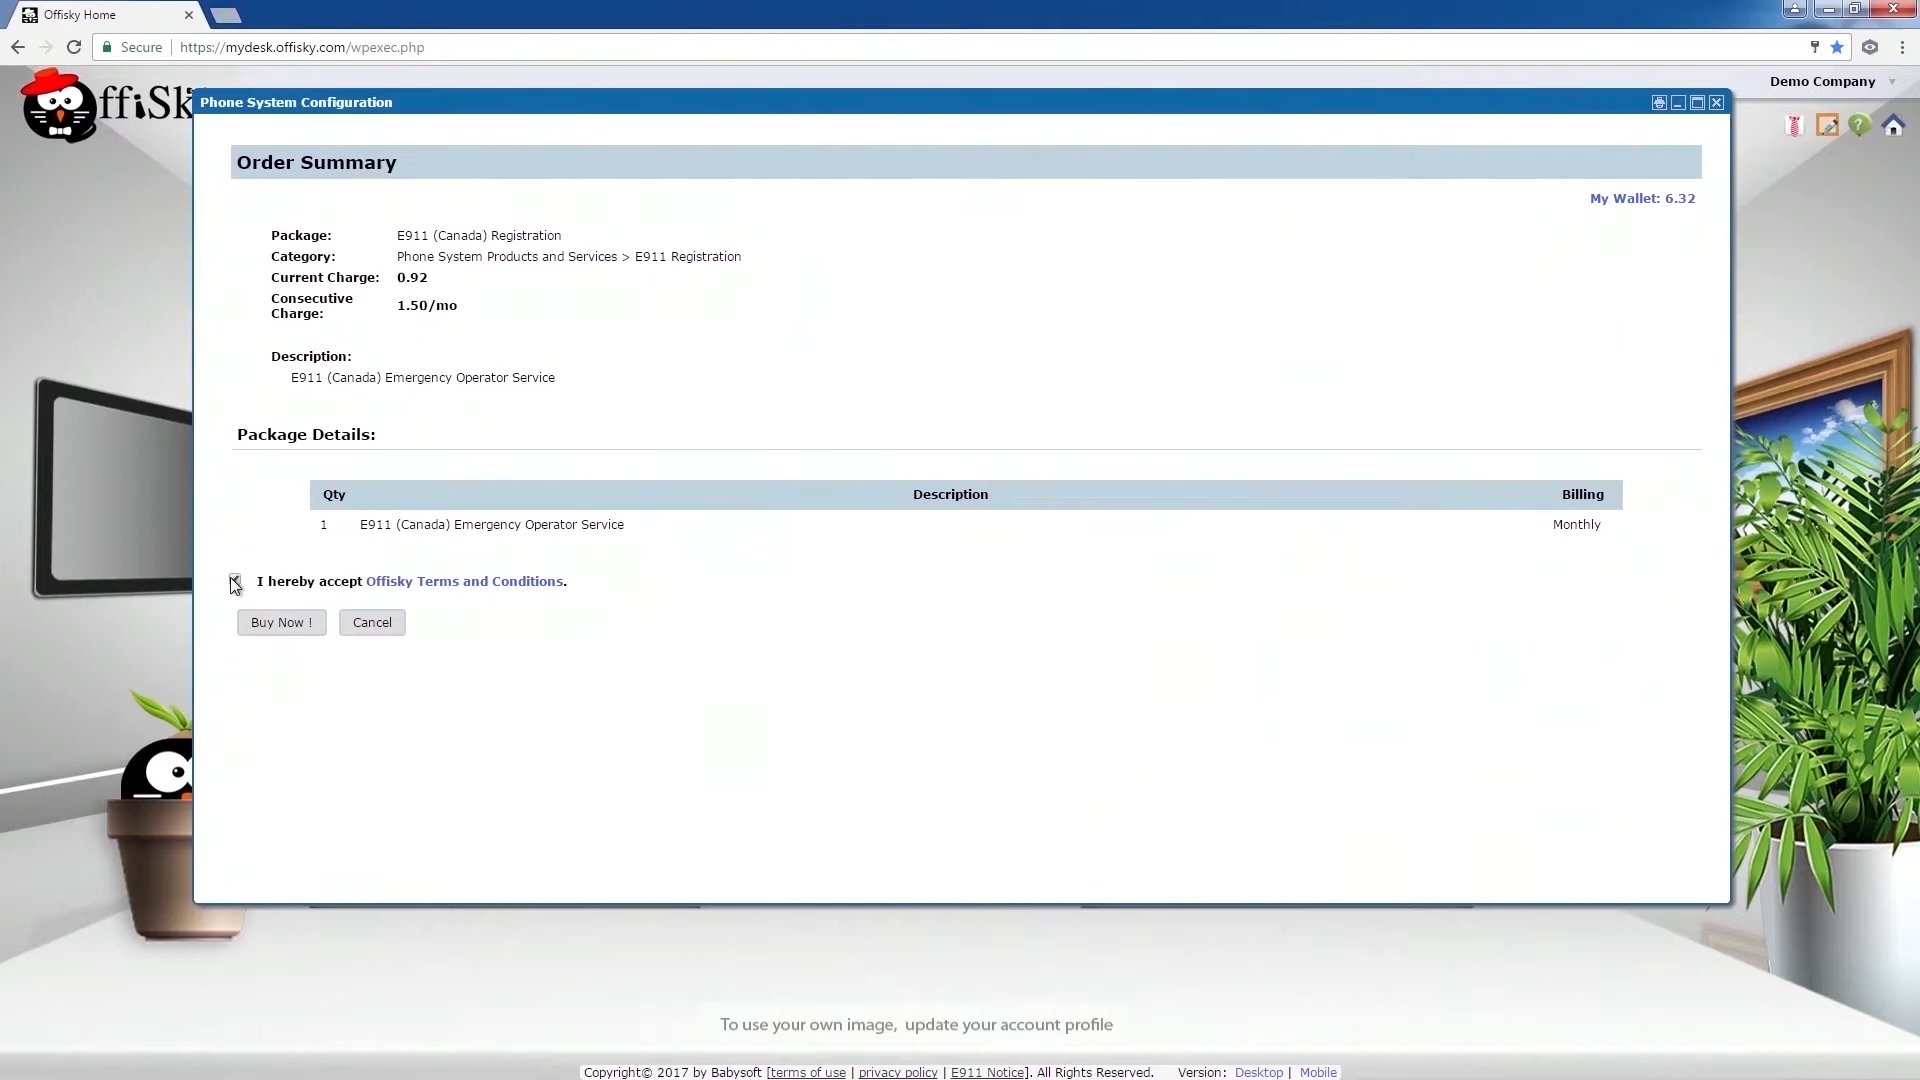 Offisky Home
Secure https://mydesk.offisky.com/wpexec.php
Demo Company
ffiSk
Phone System Configuration
Order Summary
My Wallet: 6.32
Package: E911 (Canada) Registration
Category: Phone System Products and Services > E911 Registration
Current Charge: 0.92
Consecutive
Charge: 1.50/mo
Description:
E911 (Canada) Emergency Operator Service
Package Details:
Qty Description Billing
1 E911 (Canada) Emergency Operator Service Monthly
I hereby accept Offisky Terms and Conditions.
Buy Now ! Cancel
To use your own image, update your account profile
Copyright© 2017 by Babysoft [terms of use | privacy policy | E911 Notice]. All Rights Reserved. Version: Desktop | Mobile